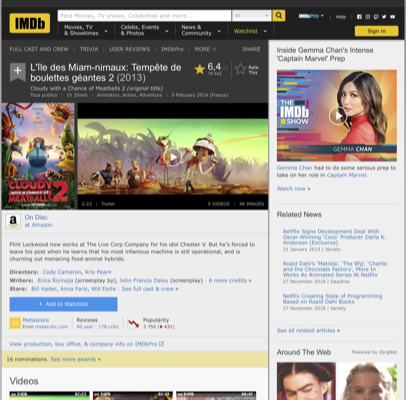 IMDb
Find Movies, TV shows, Celebrities and more...
All
IMDbPro
Help
Movies, TV & Showtimes
Celebs, Events & Photos
News & Community
Watchlist
Sign in
FULL CAST AND CREW | TRIVIA | USER REVIEWS | IMDbPro | MORE
SHARE
L'île des Miam-nimaux: Tempête de
boulettes géantes 2 (2013)
Cloudy with a Chance of Meatballs 2 (original title)
Tous publics | 1h 35min | Animation, Action, Adventure | 5 February 2014 (France)
6,4
Rate
This
CLOUDY
2
2:25 | Trailer
5 VIDEOS | 48 IMAGES
On Disc
at Amazon
Flint Lockwood now works at The Live Corp Company for his idol Chester V. But he's forced to
leave his post when he learns that his most infamous machine is still operational, and is
churning out menacing food-animal hybrids.
Directors: Cody Cameron, Kris Pearn
Writers: Erica Rivinoja (screenplay by), John Francis Daley (screenplay) | 6 more credits »
Stars: Bill Hader, Anna Faris, Will Forte | See full cast & crew »
+ Add to Watchlist
Metascore
From metacritic.com
Reviews
90 user | 178 critic
Popularity
3 754 (431)
View production, box office, & company info on IMDbPro
16 nominations. See more awards »
Videos
Inside Gemma Chan's Intense
'Captain Marvel' Prep
THE
IMDb
SHOW
GEMMA CHAN
Gemma Chan had to do some serious prep to
take on her role in Captain Marvel.
Watch now »
Related News
Netflix Signs Development Deal With
Oscar-Winning 'Coco' Producer Darla K.
Anderson (Exclusive)
31 January 2019 | Variety
Roald Dahl's 'Matilda', 'The Bfg', 'Charlie
and the Chocolate Factory', More In
Works As Animated Series At Netflix
27 November 2018 | Deadline
Netflix Creating Slate of Programming
Based on Roald Dahl Books
27 November 2018 | Variety
See all related articles »
Around The Web
Powered by ZergNet